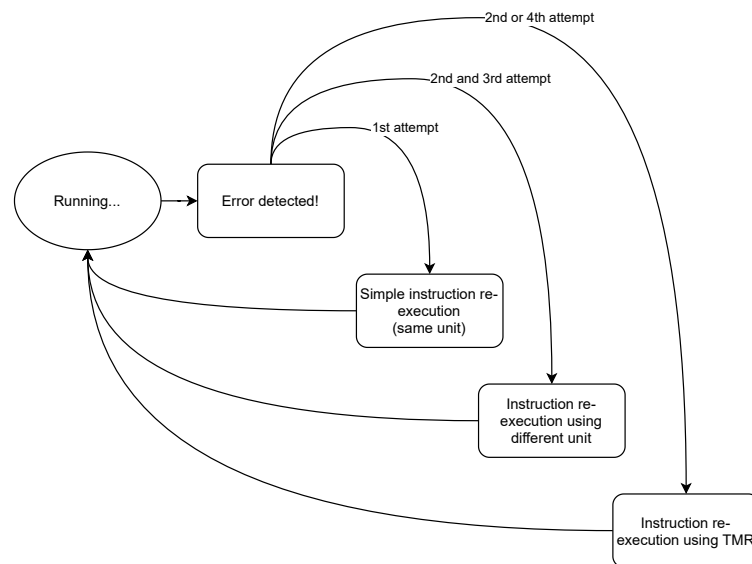 2nd or 4th attempt
2nd and 3rd attempt
1st attempt
Running...
Error detected!
Simple instruction re-
execution
(same unit)
Instruction re-
execution using
different unit
Instruction re-
execution using TMR